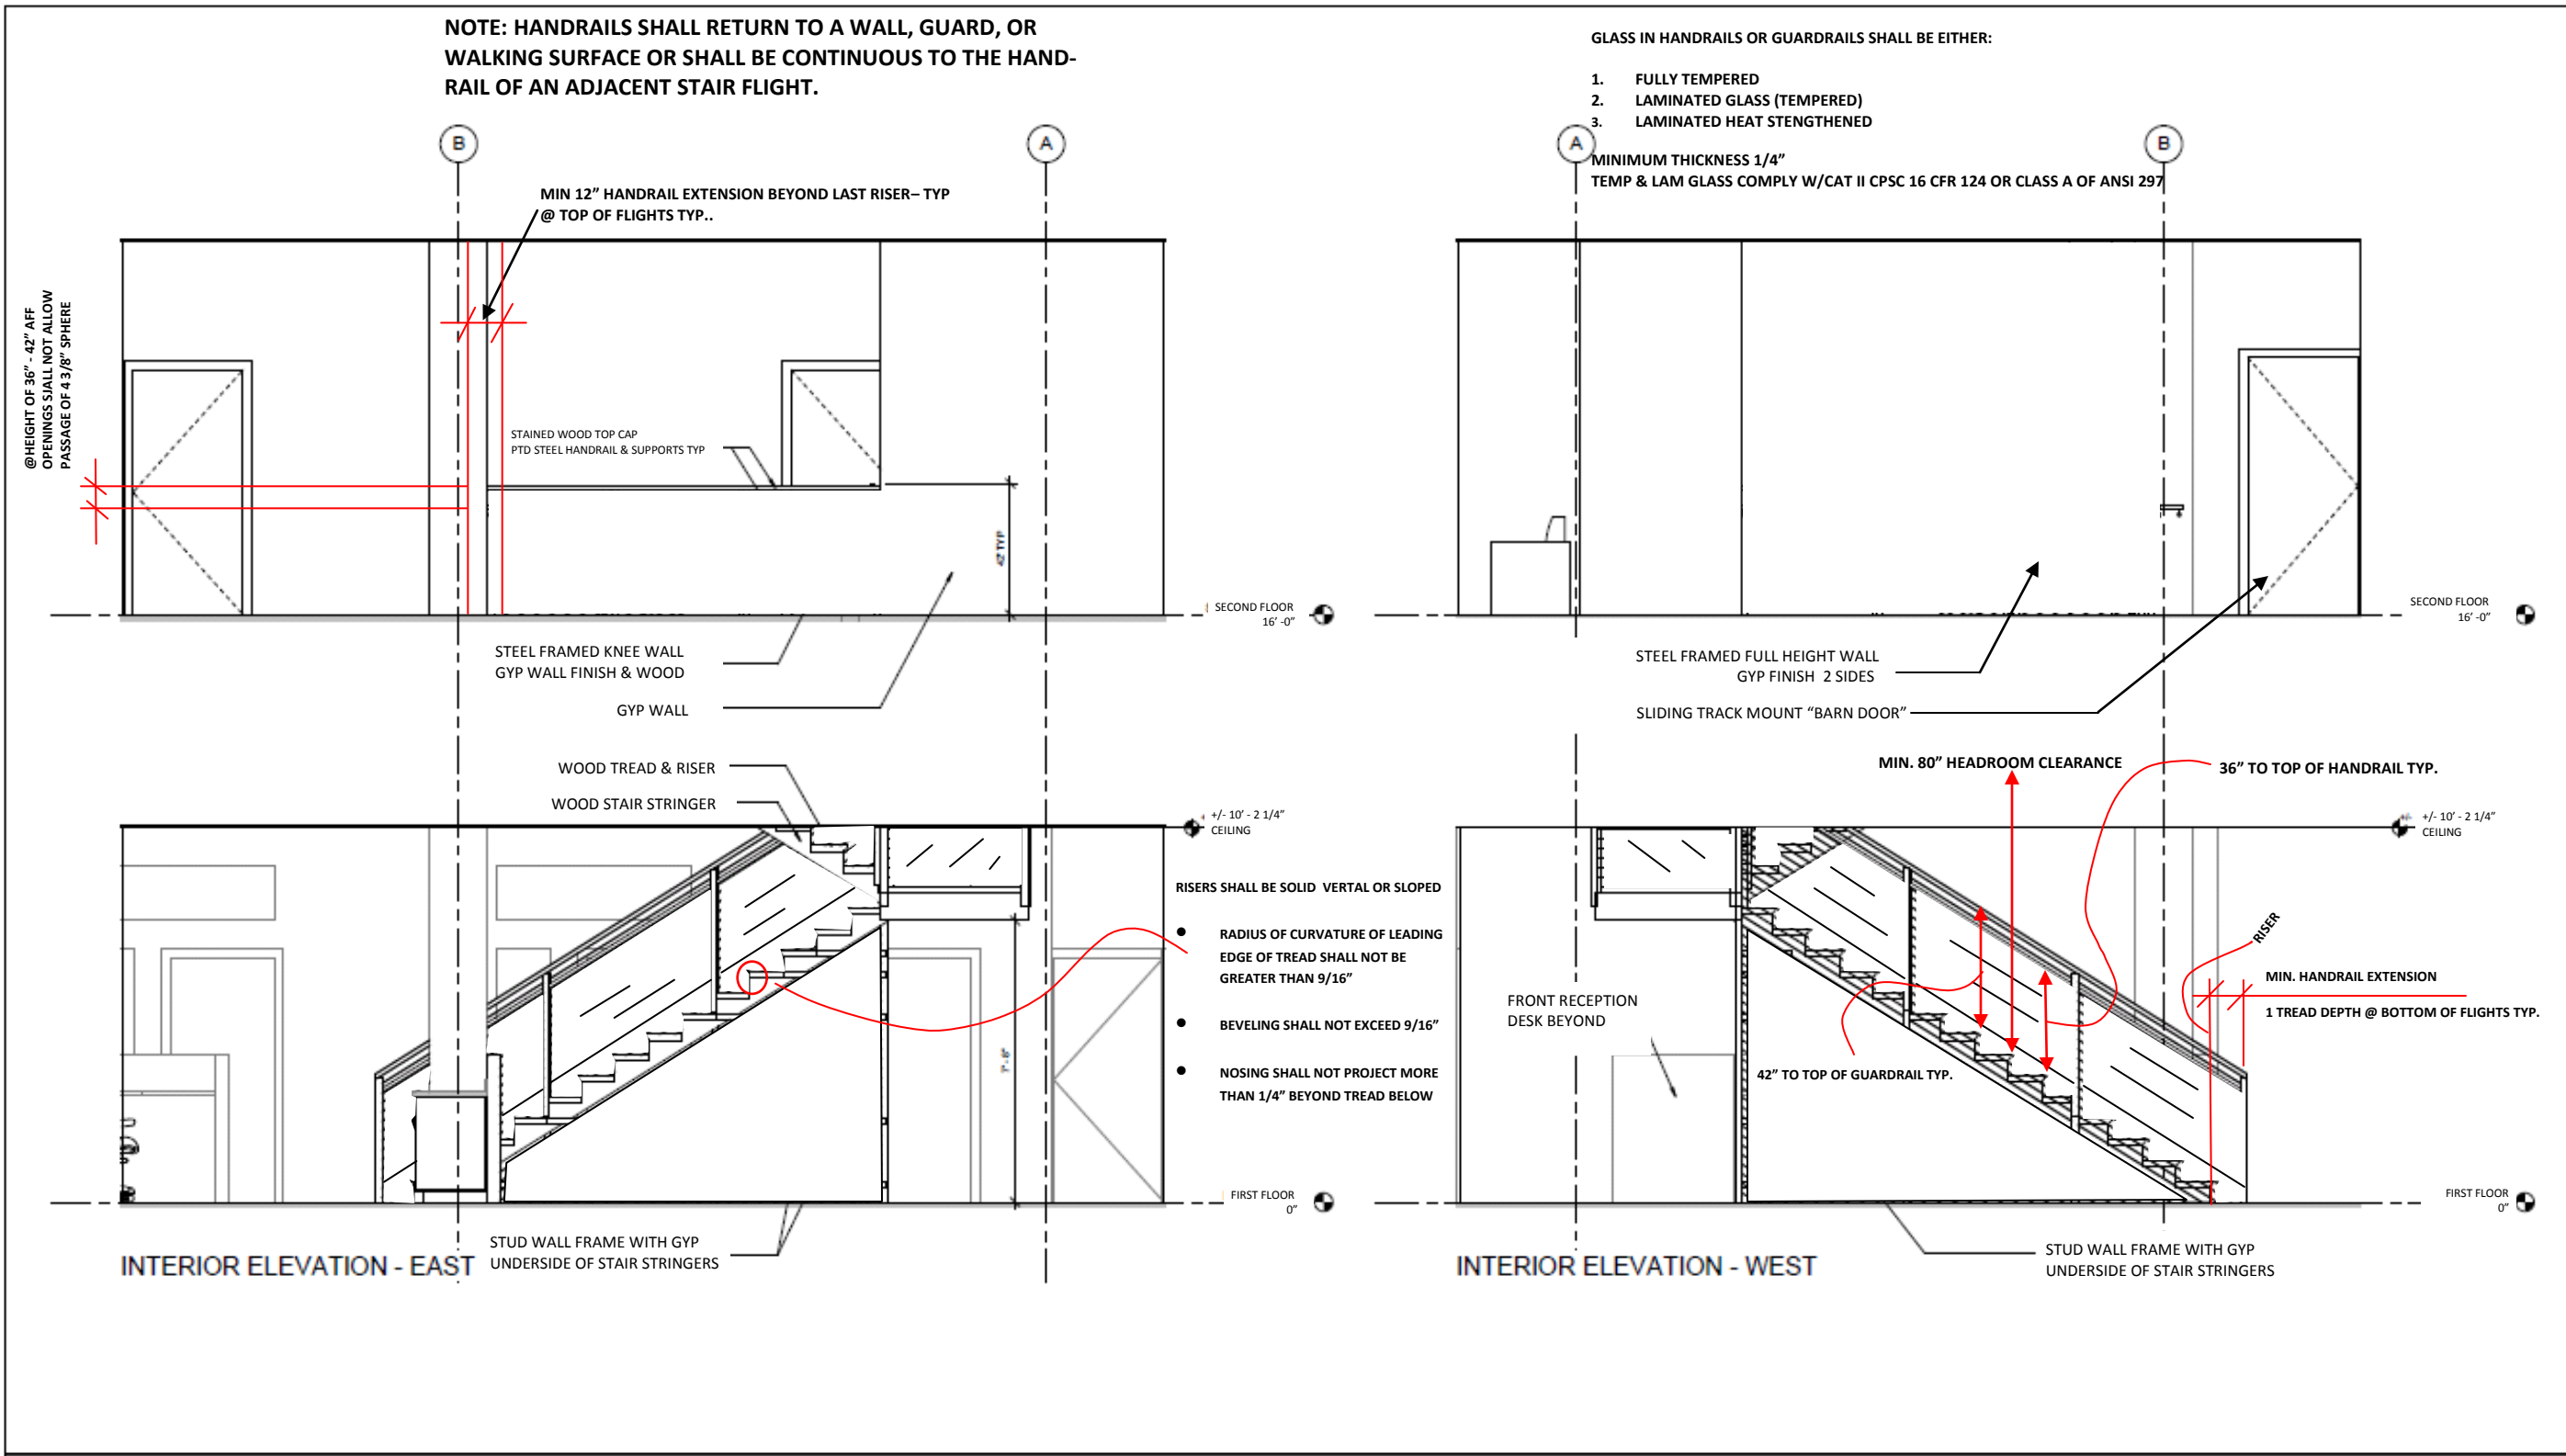 NOTE: HANDRAILS SHALL RETURN TO A WALL, GUARD, OR
WALKING SURFACE OR SHALL BE CONTINUOUS TO THE HAND-
RAIL OF AN ADJACENT STAIR FLIGHT.
GLASS IN HANDRAILS OR GUARDRAILS SHALL BE EITHER:
1. FULLY TEMPERED
2. LAMINATED GLASS (TEMPERED)
3. LAMINATED HEAT STENGTHENED
MINIMUM THICKNESS 1/4”
TEMP & LAM GLASS COMPLY W/CAT II CPSC 16 CFR 124 OR CLASS A OF ANSI 297
B
A
A
B
MIN 12” HANDRAIL EXTENSION BEYOND LAST RISER– TYP
@ TOP OF FLIGHTS TYP..
@HEIGHT OF 36” - 42” AFF
OPENINGS SJALL NOT ALLOW
PASSAGE OF 4 3/8” SPHERE
STAINED WOOD TOP CAP
PTD STEEL HANDRAIL & SUPPORTS TYP
42" TYP
SECOND FLOOR
16’ -0”
SECOND FLOOR
16’ -0”
STEEL FRAMED KNEE WALL
GYP WALL FINISH & WOOD
GYP WALL
STEEL FRAMED FULL HEIGHT WALL
GYP FINISH 2 SIDES
SLIDING TRACK MOUNT “BARN DOOR”
WOOD TREAD & RISER
WOOD STAIR STRINGER
+/- 10’ - 2 1/4”
CEILING
MIN. 80” HEADROOM CLEARANCE
36” TO TOP OF HANDRAIL TYP.
+/- 10’ - 2 1/4”
CEILING
RISERS SHALL BE SOLID VERTAL OR SLOPED
• RADIUS OF CURVATURE OF LEADING
EDGE OF TREAD SHALL NOT BE
GREATER THAN 9/16”
• BEVELING SHALL NOT EXCEED 9/16”
• NOSING SHALL NOT PROJECT MORE
THAN 1/4” BEYOND TREAD BELOW
7' - 8"
FRONT RECEPTION
DESK BEYOND
42” TO TOP OF GUARDRAIL TYP.
RISER
MIN. HANDRAIL EXTENSION
1 TREAD DEPTH @ BOTTOM OF FLIGHTS TYP.
FIRST FLOOR
0”
FIRST FLOOR
0”
INTERIOR ELEVATION - EAST
STUD WALL FRAME WITH GYP
UNDERSIDE OF STAIR STRINGERS
INTERIOR ELEVATION - WEST
STUD WALL FRAME WITH GYP
UNDERSIDE OF STAIR STRINGERS